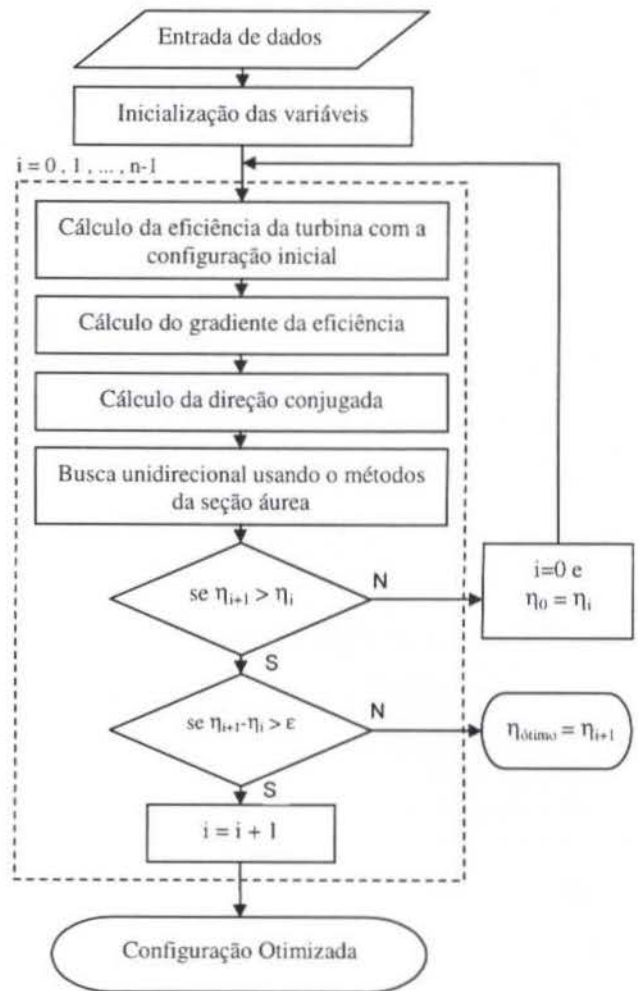 Entrada de dados
Inicialização das variáveis
i = 0 , 1 , ... , n-1
Cálculo da eficiência da turbina com a
configuração inicial
Cálculo do gradiente da eficiência
Cálculo da direção conjugada
Busca unidirecional usando o métodos
da seção áurea
se ηi+1 > ηi
N
i=0 e
η0 = ηi
S
se ηi+1-ηi > ε
N
ηótimo = ηi+1
S
i = i + 1
Configuração Otimizada